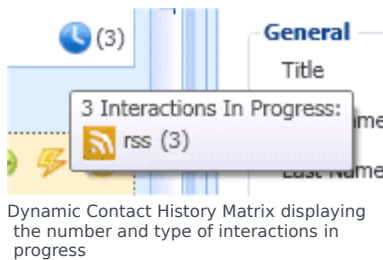 (3)
General
Title
3 Interactions In Progress:
rss (3)
Last Name
Dynamic Contact History Matrix displaying
the number and type of interactions in
progress